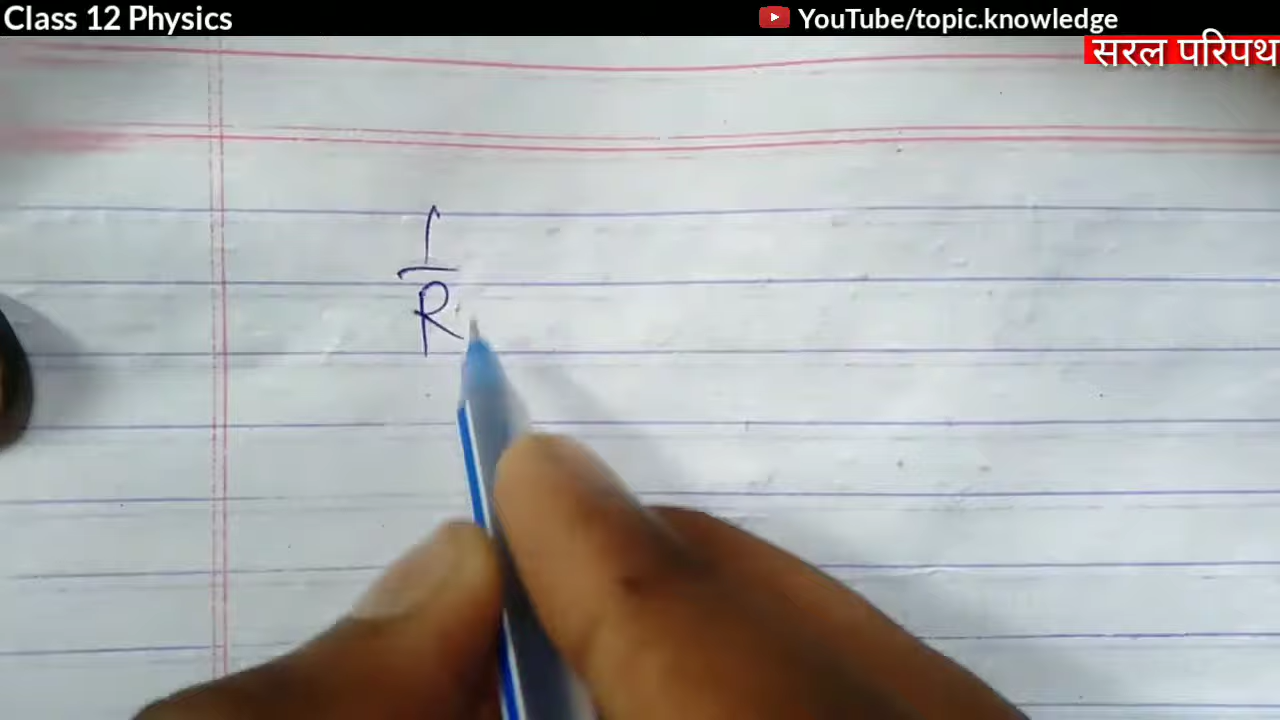 Class 12 Physics
YouTube/topic.knowledge
सरल परिपथ
1
R